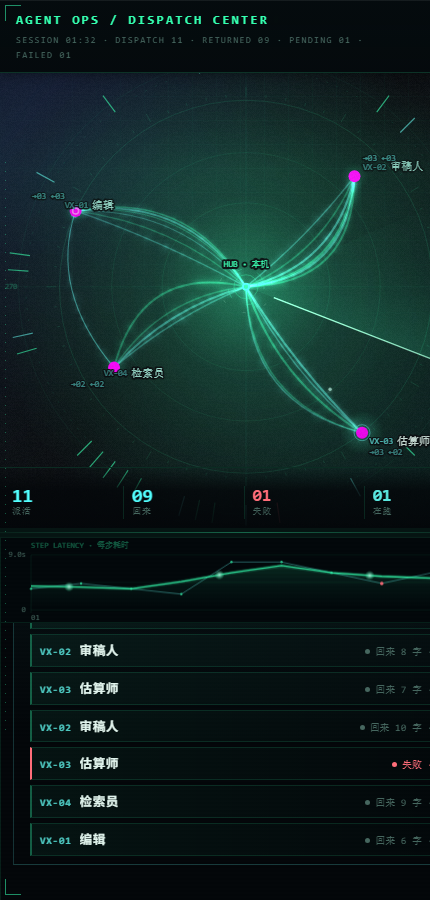 AGENT OPS / DISPATCH CENTER
SESSION 01:32 · DISPATCH 11 · RETURNED 09 · PENDING 01 ·
FAILED 01
→03 ←03
VX-02 审稿人
→03 ←03
VX-01 编辑
HUB · 本机
270
VX-04 检索员
→02 ←02
VX-03 估算师
→03 ←02
11 09 01 01
派活 回来 失败 在跑
STEP LATENCY · 每步耗时
9.0s
0
01
VX-02 审稿人 回来 8 字
VX-03 估算师 回来 7 字
VX-02 审稿人 回来 10 字
VX-03 估算师 失败
VX-04 检索员 回来 9 字
VX-01 编辑 回来 6 字